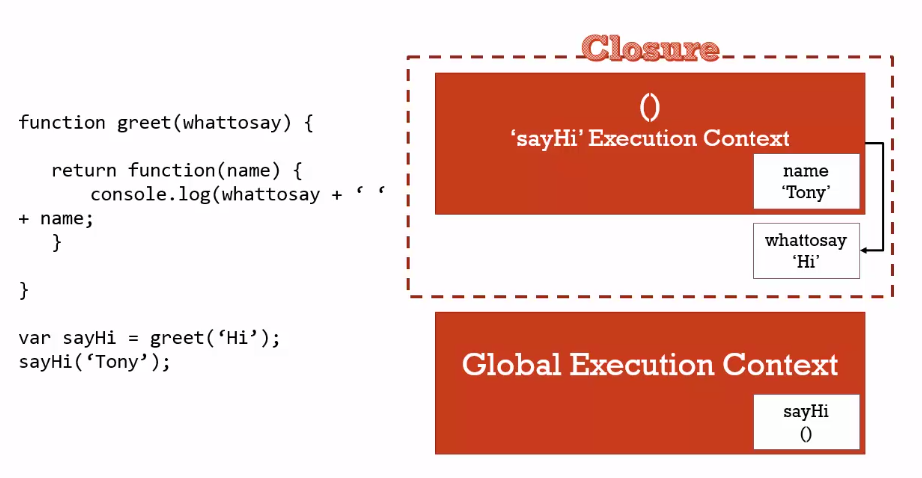 function greet(whattosay) {
return function(name) {
console.log(whattosay + ‘ ‘
+ name;
}
}
var sayHi = greet(‘Hi’);
sayHi(‘Tony’);
Closure
()
‘sayHi’ Execution Context
name
‘Tony’
whattosay
‘Hi’
Global Execution Context
sayHi
()